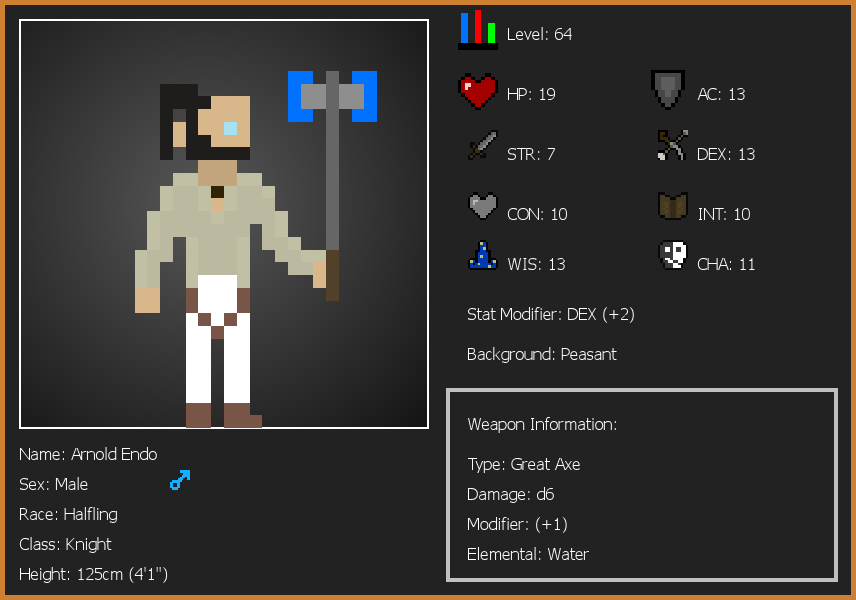 Level: 64
HP: 19
AC: 13
STR: 7
DEX: 13
CON: 10
INT: 10
WIS: 13
CHA: 11
Stat Modifier: DEX (+2)
Background: Peasant
Weapon Information:
Type: Great Axe
Damage: d6
Modifier: (+1)
Elemental: Water
Name: Arnold Endo
Sex: Male
Race: Halfling
Class: Knight
Height: 125cm (4'1")